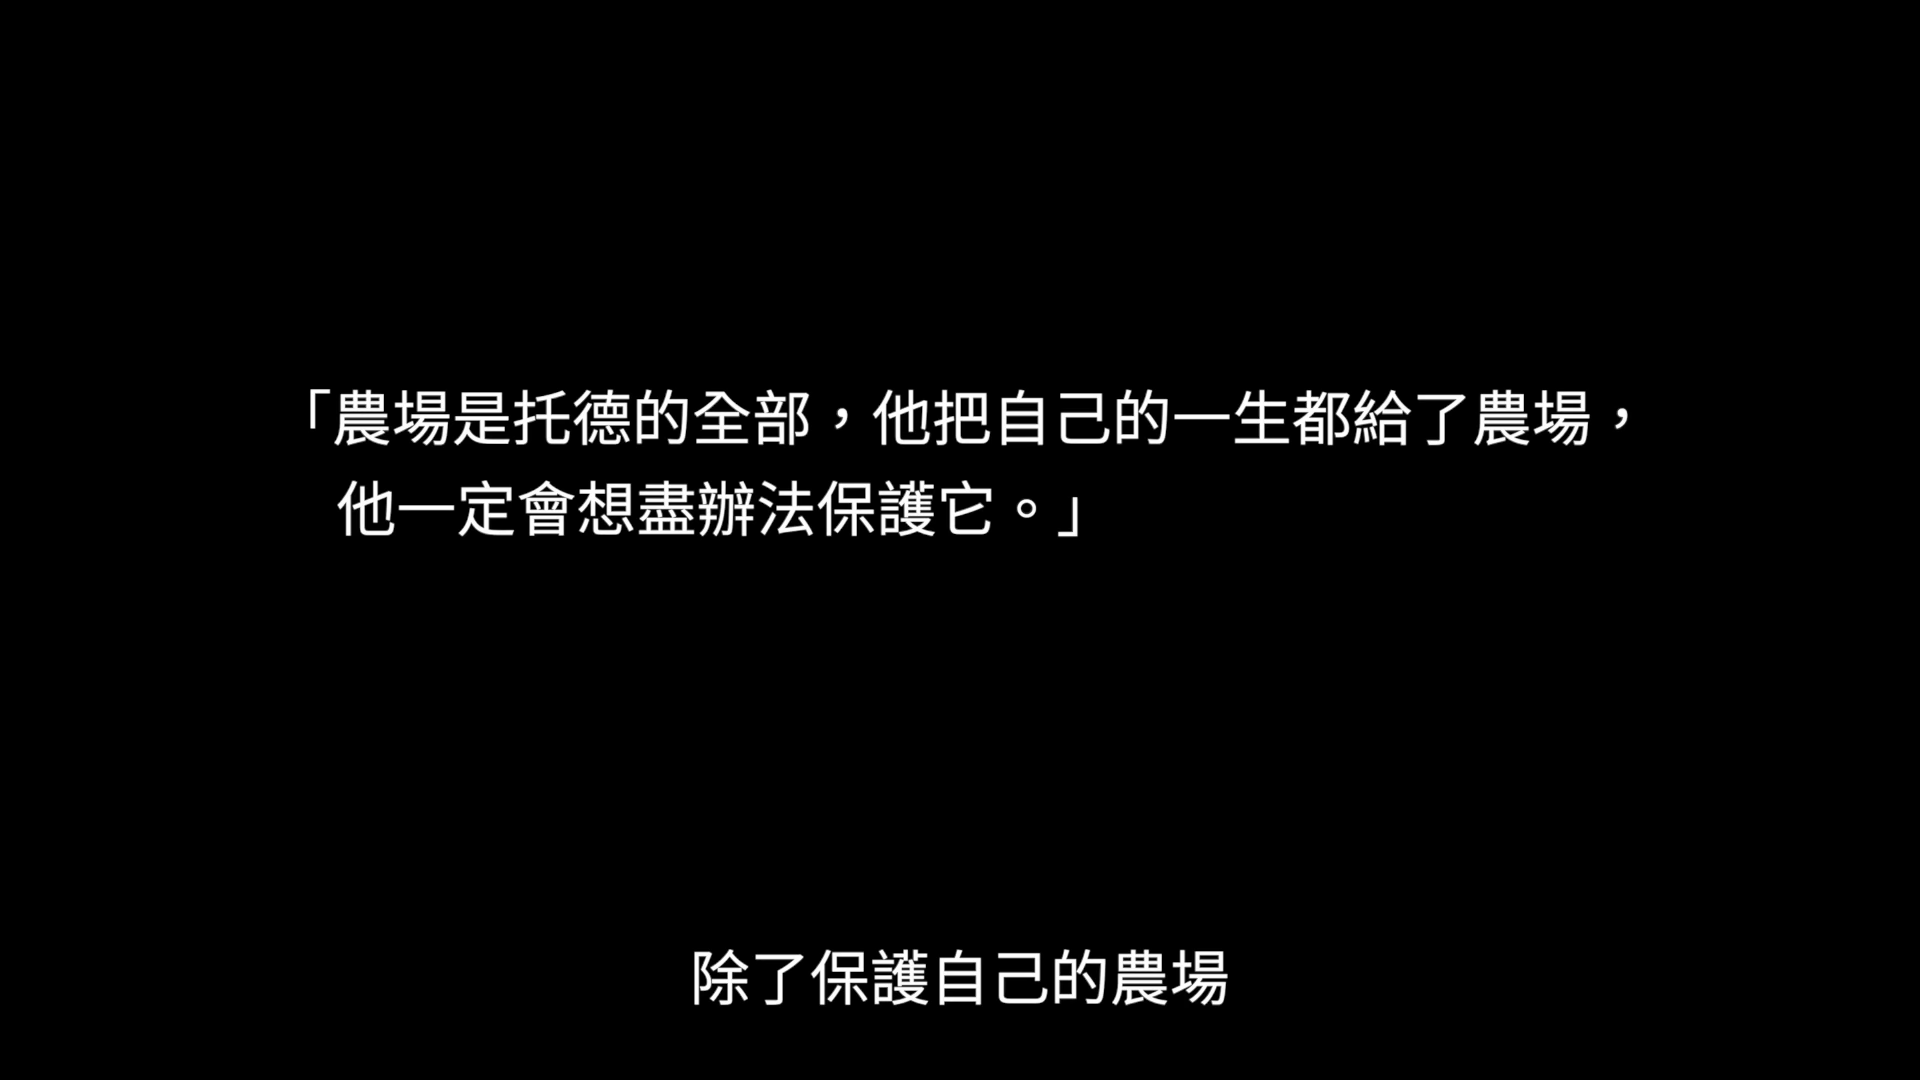 「農場是托德的全部，他把自己的一生都給了農場，
他一定會想盡辦法保護它。」
除了保護自己的農場